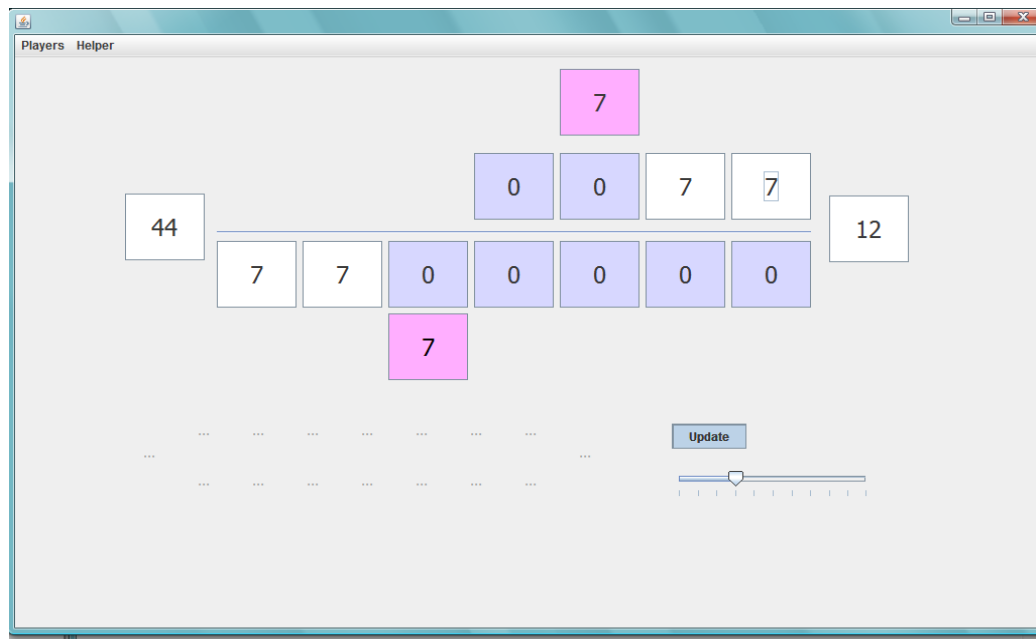 Players Helper
7
0 0 7 7
44 12
7 7 0 0 0 0 0
7
... ... ... ... ... ... ...
Update
... ...
... ... ... ... ... ... ...